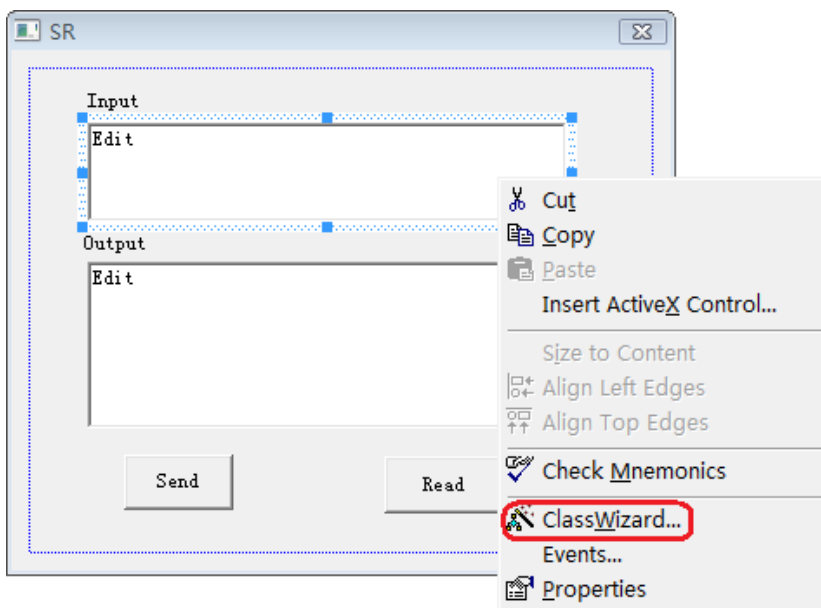 SR
Input
Edit
Output
Edit
Send
Read
Cut
Copy
Paste
Insert ActiveX Control...
Size to Content
Align Left Edges
Align Top Edges
Check Mnemonics
ClassWizard...
Events...
Properties